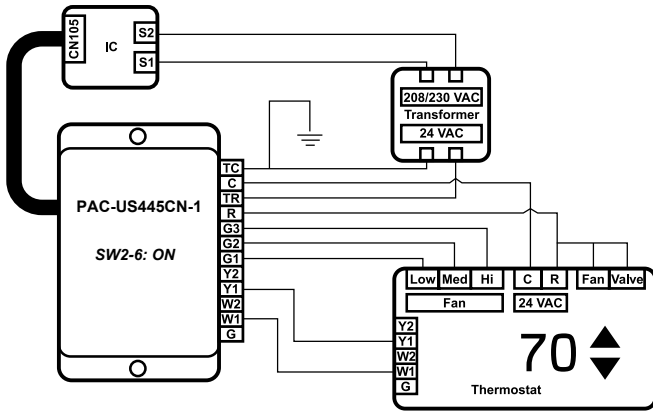 CN105
IC
S2
S1
208/230 VAC
Transformer
24 VAC
PAC-US445CN-1
SW2-6: ON
TC
C
TR
R
G3
G2
G1
Y2
Y1
W2
W1
G
Low Med Hi C R Fan Valve
Fan 24 VAC
Y2
Y1
W2
W1
G
70
Thermostat